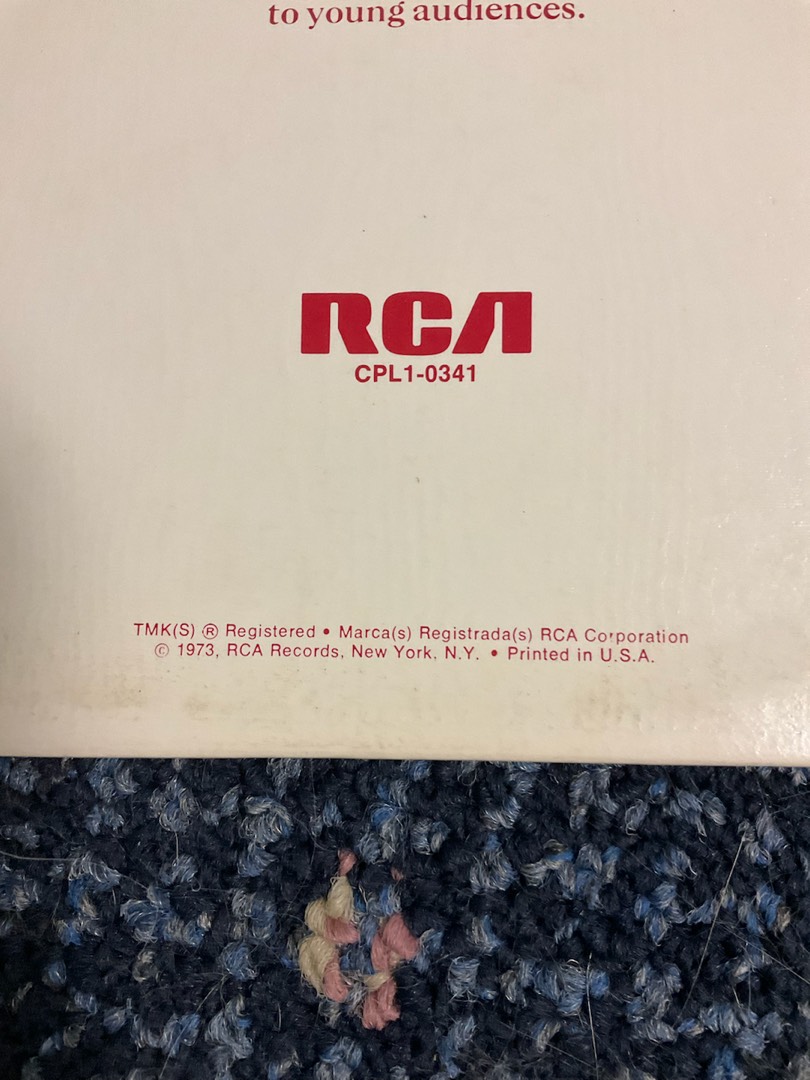 to young audiences.
RCA
CPL1-0341
TMK(S) ® Registered • Marca(s) Registrada(s) RCA Corporation
© 1973, RCA Records, New York, N.Y. • Printed in U.S.A.